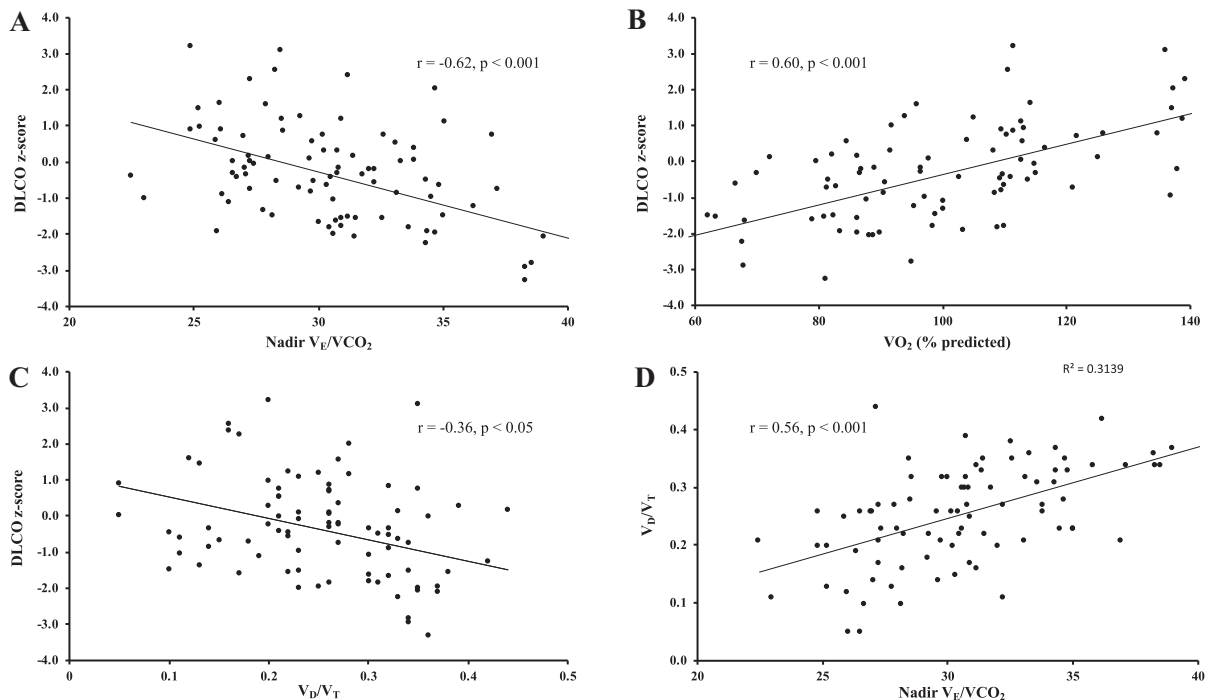 A
4.0
3.0
2.0
1.0
0.0
-1.0
-2.0
-3.0
-4.0
DLCO z-score
r = -0.62, p < 0.001
20 25 30 35 40
Nadir VE/VCO2
B
4.0
3.0
2.0
1.0
0.0
-1.0
-2.0
-3.0
-4.0
DLCO z-score
r = 0.60, p < 0.001
60 80 100 120 140
VO2 (% predicted)
C
4.0
3.0
2.0
1.0
0.0
-1.0
-2.0
-3.0
-4.0
DLCO z-score
r = -0.36, p < 0.05
0 0.1 0.2 0.3 0.4 0.5
VD/VT
D
R² = 0.3139
0.5
0.4
0.3
0.2
0.1
0.0
VD/VT
r = 0.56, p < 0.001
20 25 30 35 40
Nadir VE/VCO2